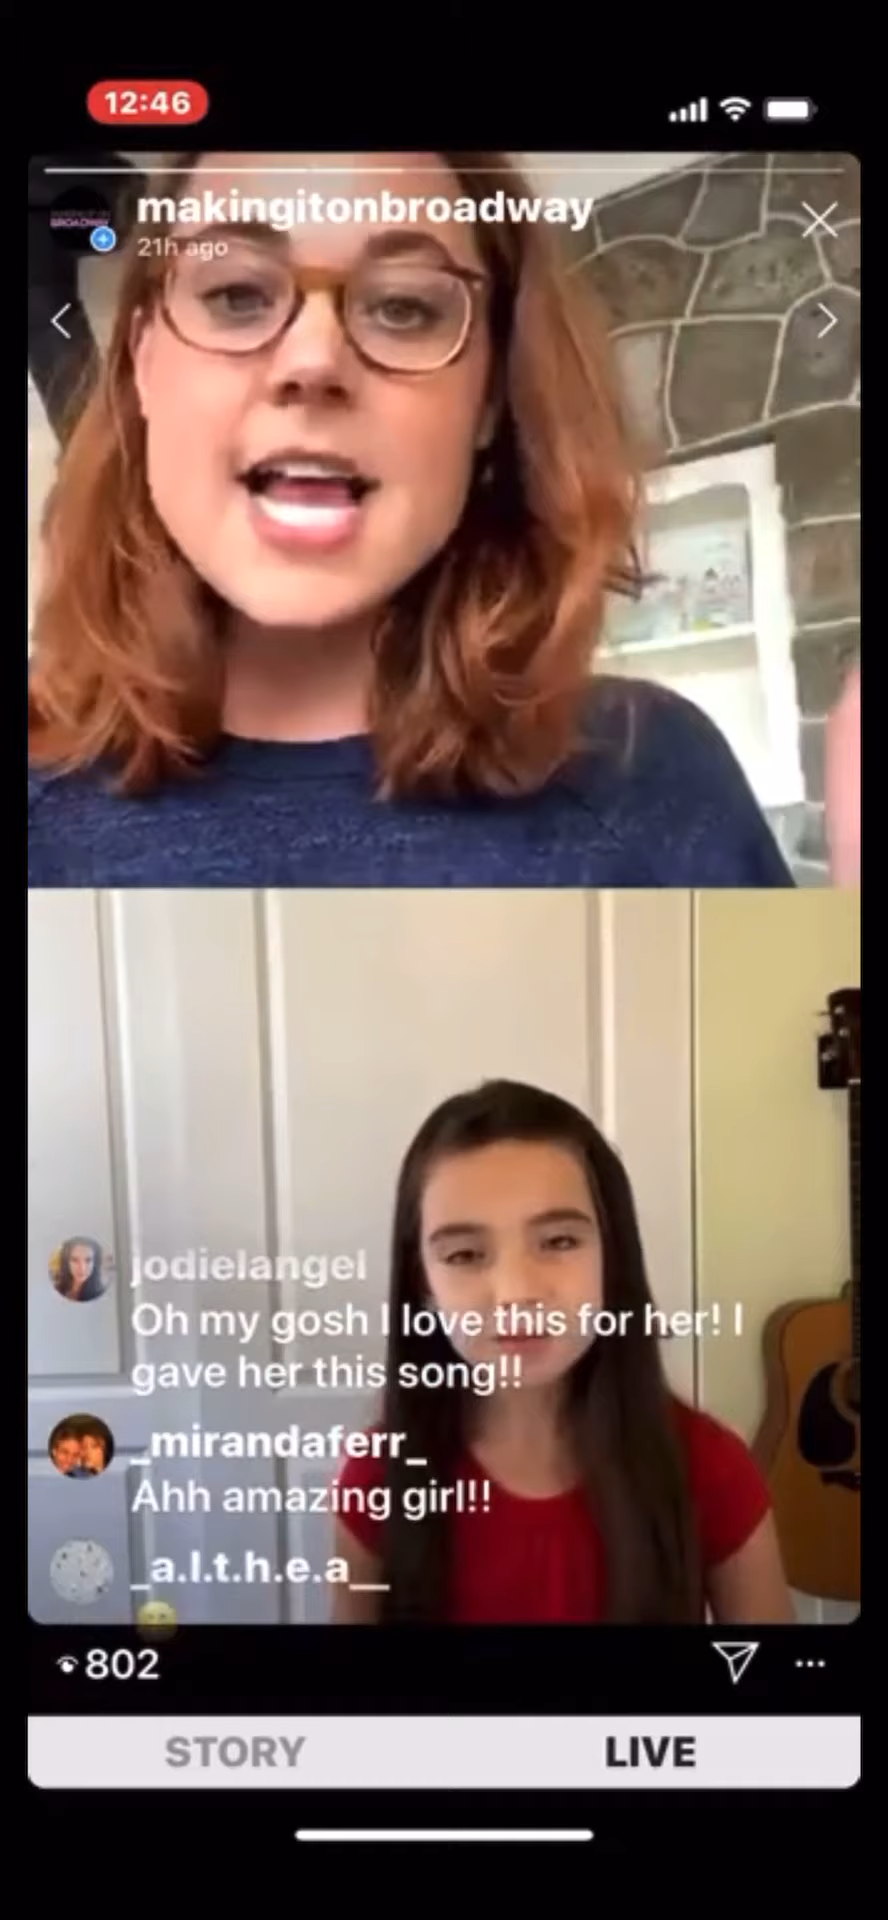 12:46
makingitonbroadway
21h ago
jodielangel
Oh my gosh I love this for her! I
gave her this song!!
_mirandaferr_
Ahh amazing girl!!
_a.l.t.h.e.a__
802
STORY
LIVE